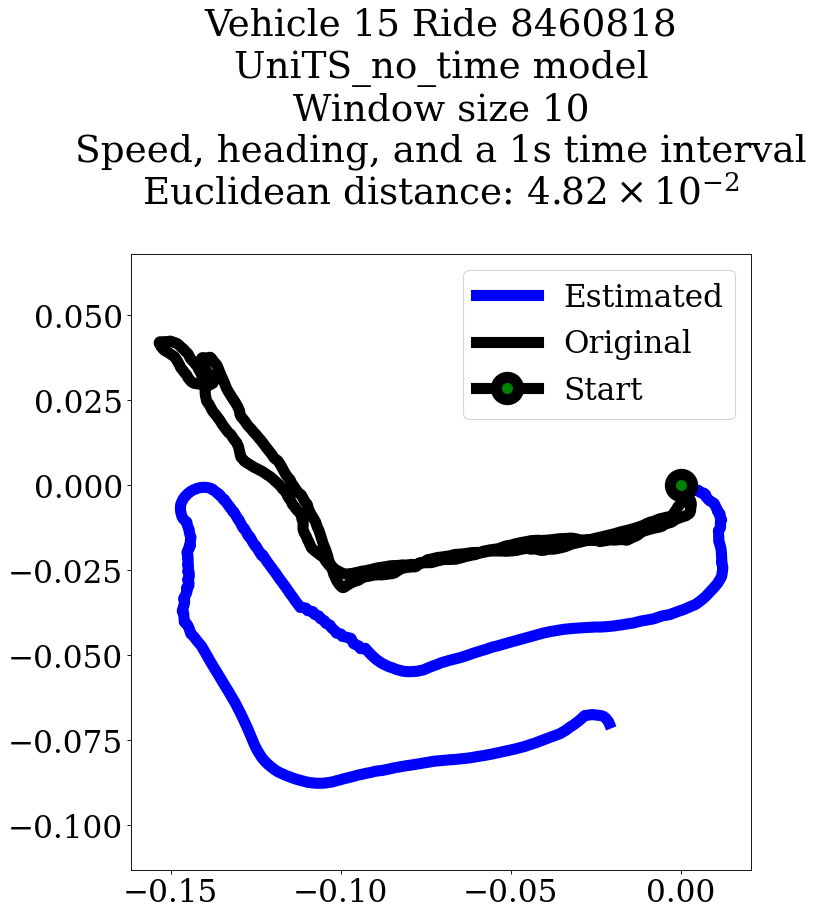 Vehicle 15 Ride 8460818
UniTS_no_time model
Window size 10
Speed, heading, and a 1s time interval
Euclidean distance: 4.82 × 10⁻²
Estimated
Original
Start
0.050
0.025
0.000
−0.025
−0.050
−0.075
−0.100
−0.15 −0.10 −0.05 0.00